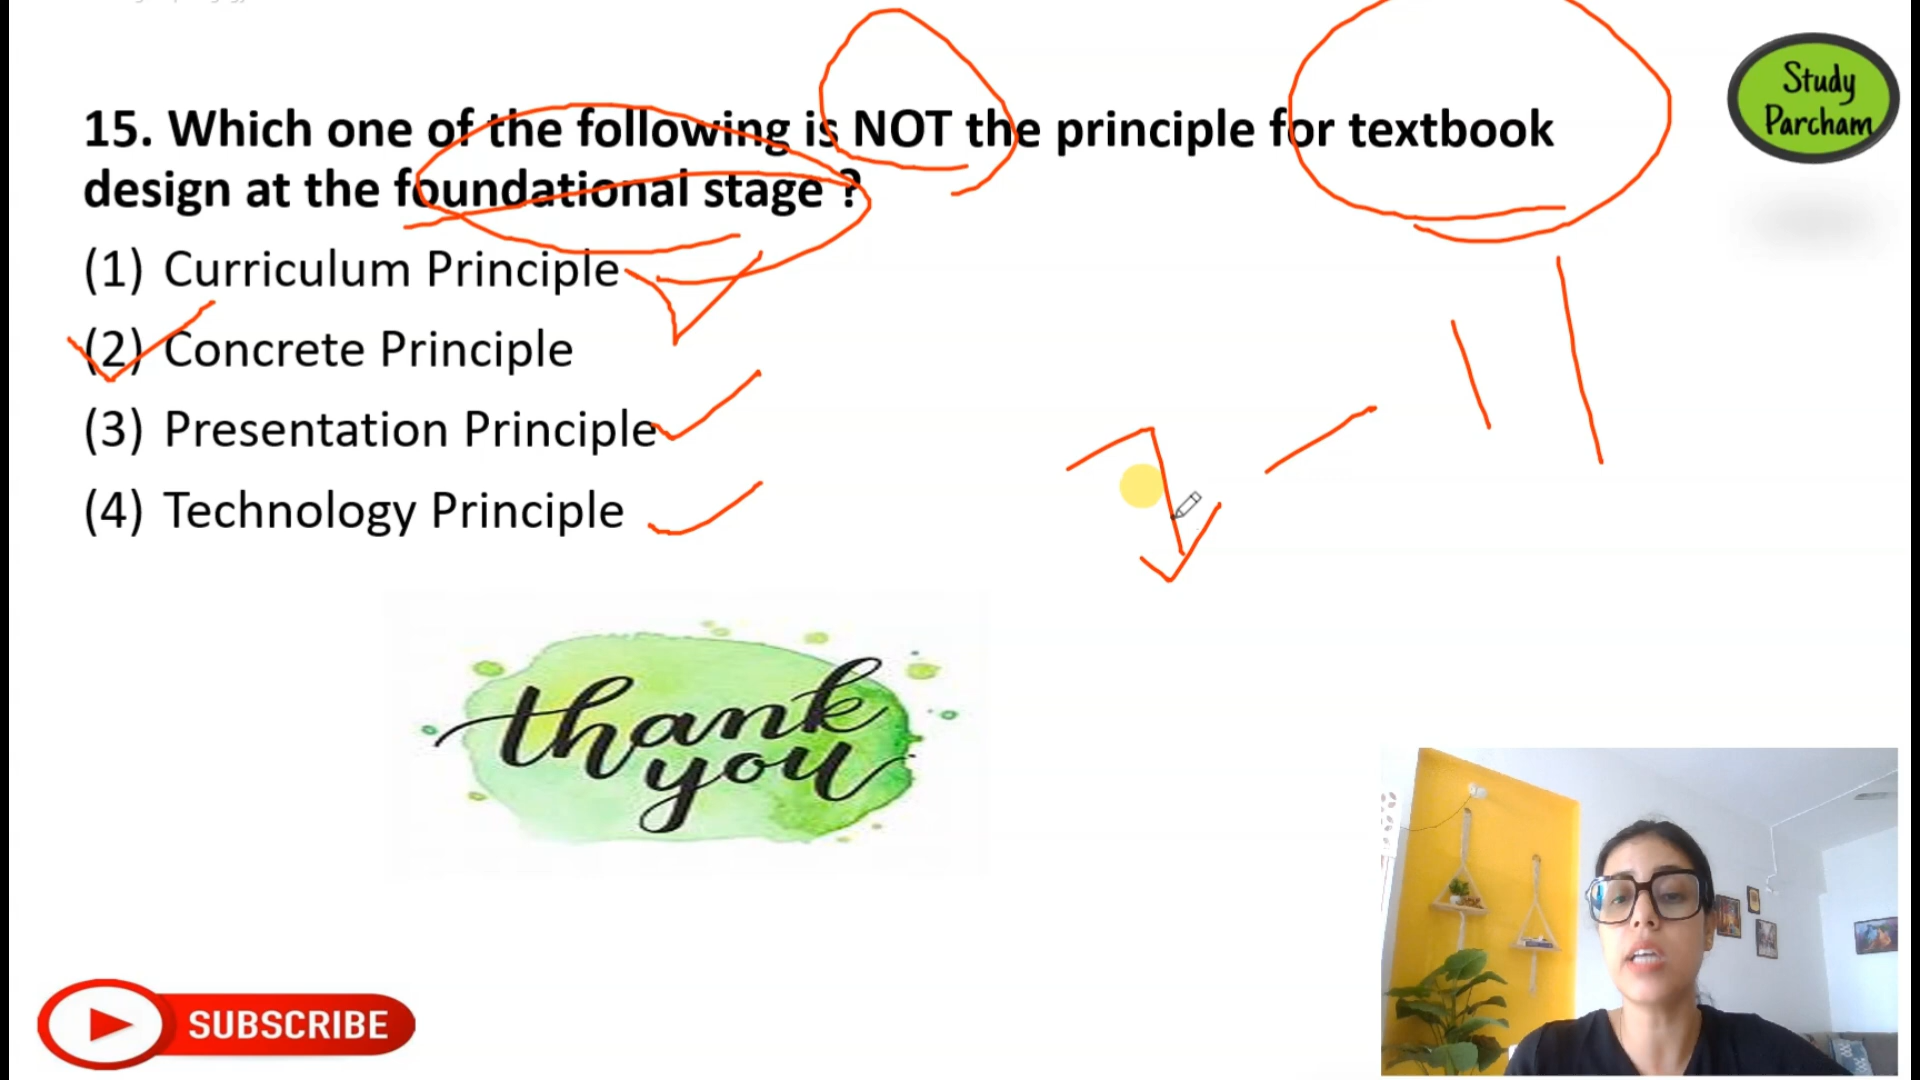 Study
Parcham
15. Which one of the following is NOT the principle for textbook
design at the foundational stage ?
(1) Curriculum Principle
(2) Concrete Principle
(3) Presentation Principle
(4) Technology Principle
thank
you
SUBSCRIBE